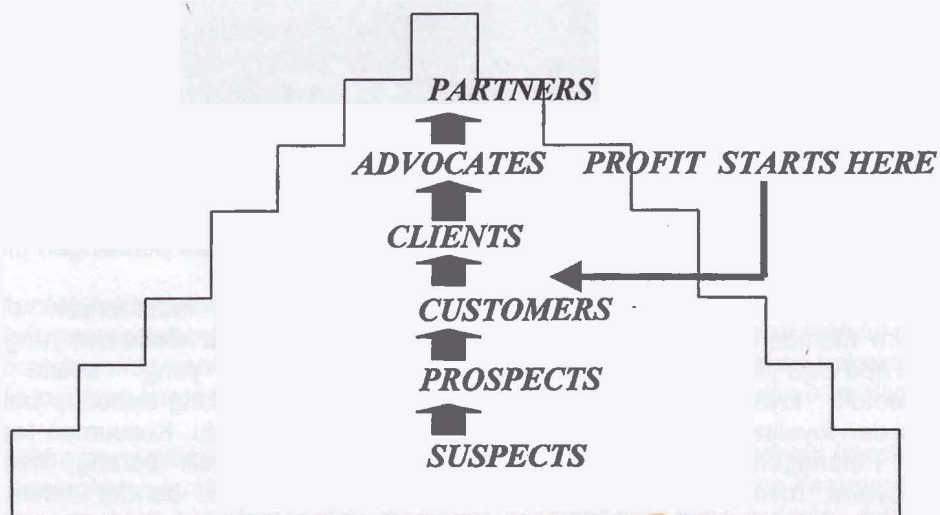 PARTNERS
ADVOCATES PROFIT STARTS HERE
CLIENTS
CUSTOMERS
PROSPECTS
SUSPECTS